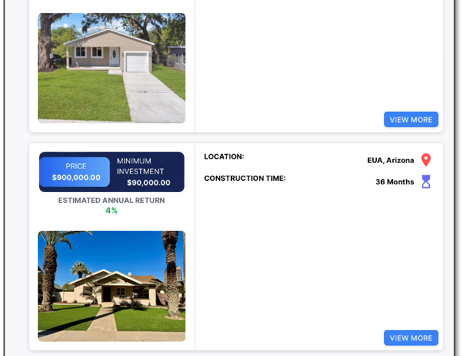 VIEW MORE
PRICE
$900,000.00
MINIMUM
INVESTMENT
$90,000.00
ESTIMATED ANNUAL RETURN
4%
LOCATION:
EUA, Arizona
CONSTRUCTION TIME:
36 Months
VIEW MORE